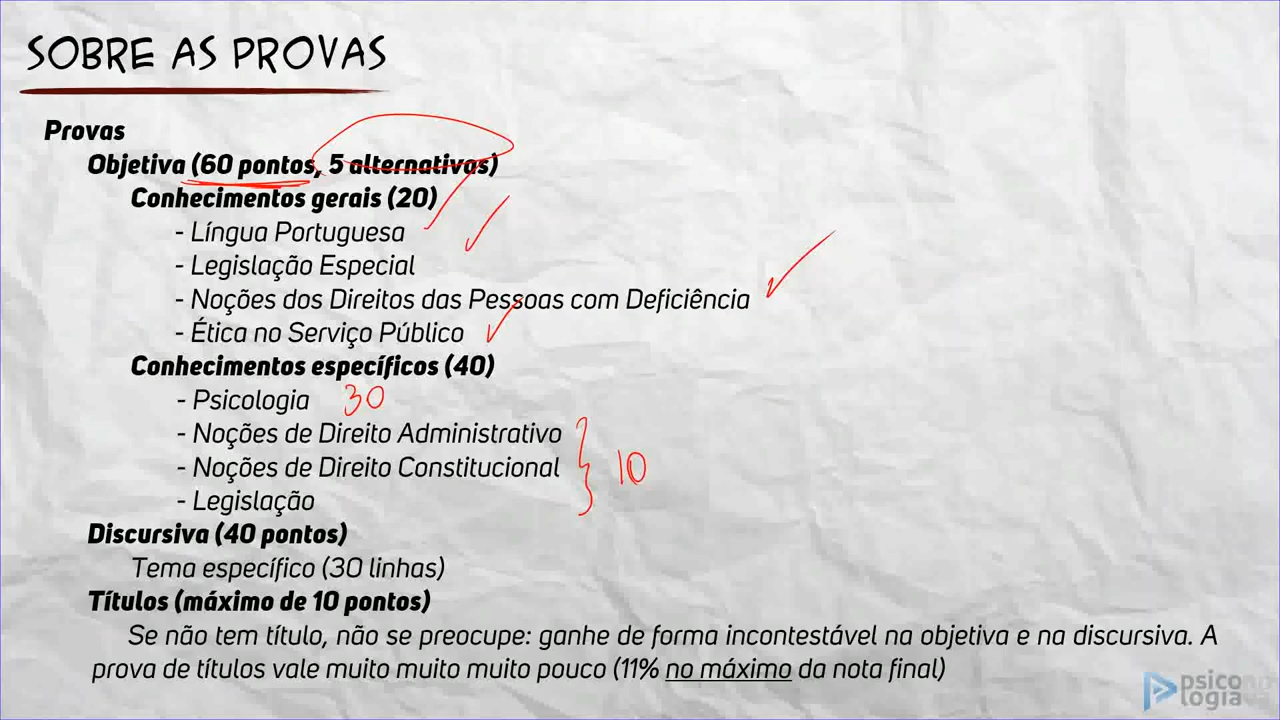 SOBRE AS PROVAS
Provas
Objetiva (60 pontos, 5 alternativas)
Conhecimentos gerais (20)
- Língua Portuguesa
- Legislação Especial
- Noções dos Direitos das Pessoas com Deficiência
- Ética no Serviço Público
Conhecimentos específicos (40)
- Psicologia 30
- Noções de Direito Administrativo
- Noções de Direito Constitucional 10
- Legislação
Discursiva (40 pontos)
Tema específico (30 linhas)
Títulos (máximo de 10 pontos)
Se não tem título, não se preocupe: ganhe de forma incontestável na objetiva e na discursiva. A
prova de títulos vale muito muito muito pouco (11% no máximo da nota final)
psico
logia